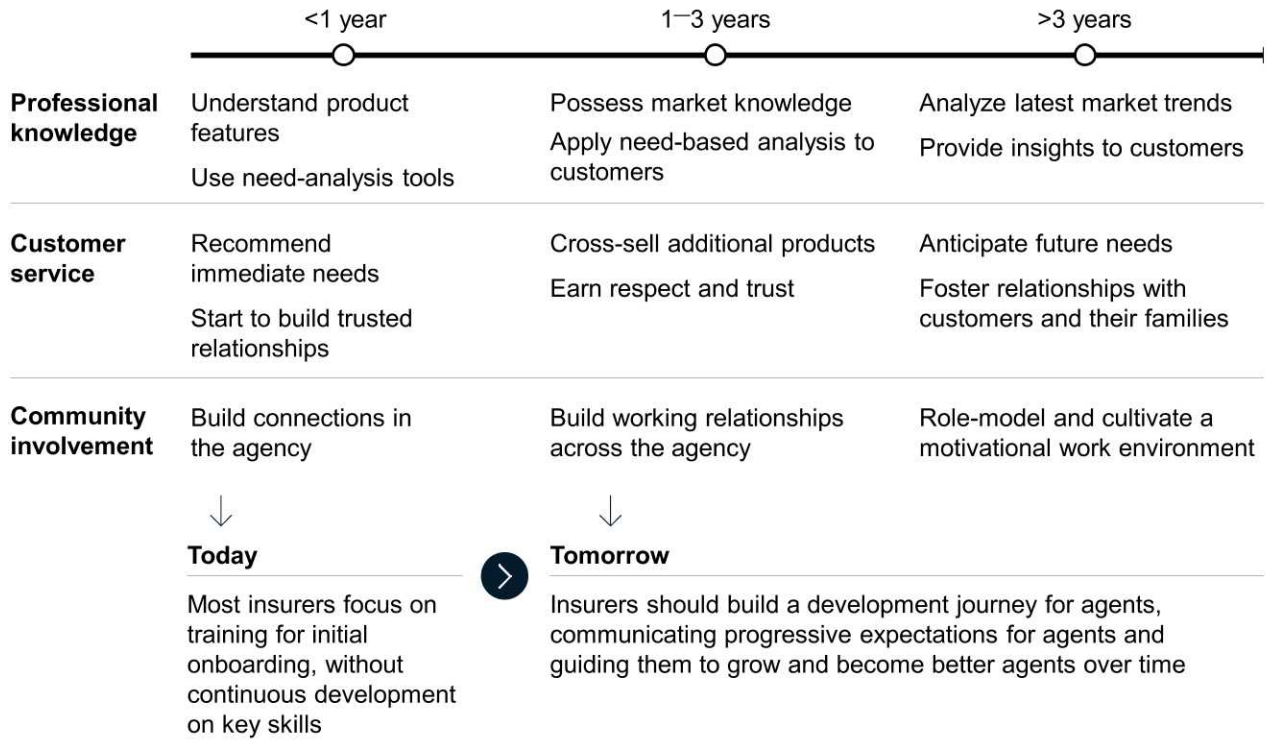 <1 year
1—3 years
>3 years
Professional
knowledge
Understand product
features
Use need-analysis tools
Possess market knowledge
Apply need-based analysis to
customers
Analyze latest market trends
Provide insights to customers
Customer
service
Recommend
immediate needs
Start to build trusted
relationships
Cross-sell additional products
Earn respect and trust
Anticipate future needs
Foster relationships with
customers and their families
Community
involvement
Build connections in
the agency
Build working relationships
across the agency
Role-model and cultivate a
motivational work environment
Today
Most insurers focus on
training for initial
onboarding, without
continuous development
on key skills
Tomorrow
Insurers should build a development journey for agents,
communicating progressive expectations for agents and
guiding them to grow and become better agents over time